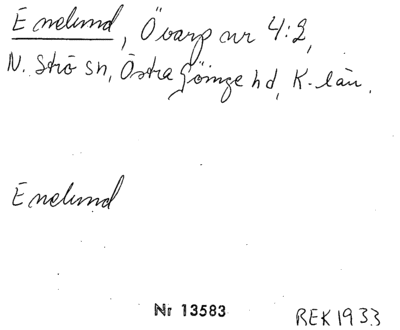 Enelund, Övarp nr 4:2,
N. Strö sn, Östra Göinge hd, K-län.
Enelund
Nr 13583
REK 1933